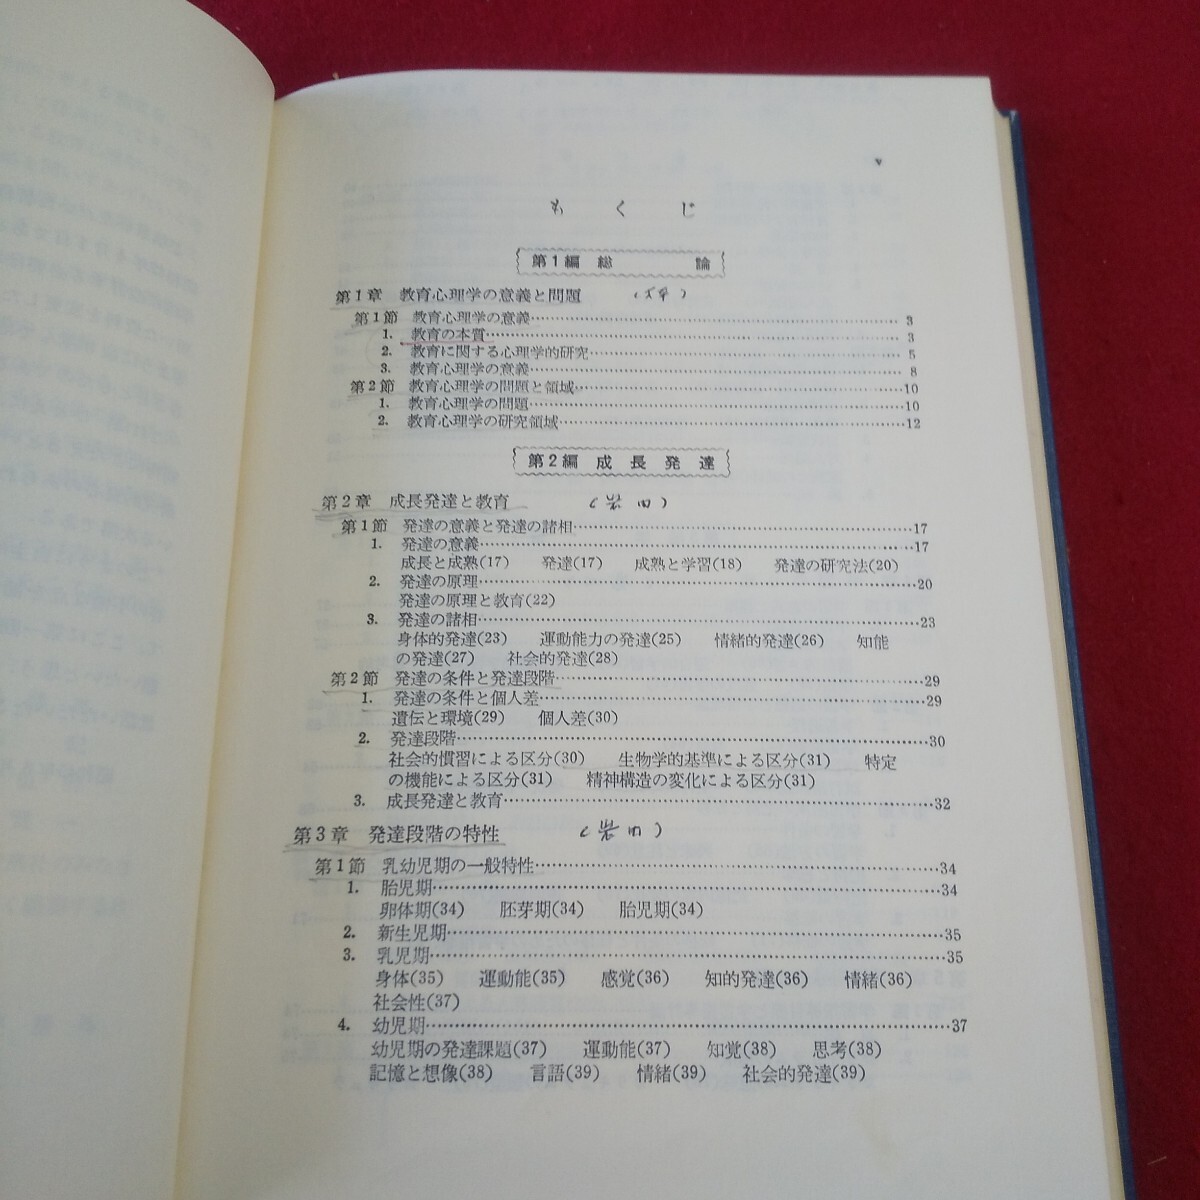 v
もくじ
第1編 総論
第1章 教育心理学の意義と問題
第1節 教育心理学の意義 3
1. 教育の本質 3
2. 教育に関する心理学的研究 5
3. 教育心理学の意義 8
第2節 教育心理学の問題と領域 10
1. 教育心理学の問題 10
2. 教育心理学の研究領域 12
第2編 成長発達
第2章 成長発達と教育 (岩田)
第1節 発達の意義と発達の諸相 17
1. 発達の意義 17
成長と成熟(17) 発達(17) 成熟と学習(18) 発達の研究法(20)
2. 発達の原理 20
発達の原理と教育(22)
3. 発達の諸相 23
身体的発達(23) 運動能力の発達(25) 情緒的発達(26) 知能
の発達(27) 社会的発達(28)
第2節 発達の条件と発達段階 29
1. 発達の条件と個人差 29
遺伝と環境(29) 個人差(30)
2. 発達段階 30
社会的慣習による区分(30) 生物学的基準による区分(31) 特定
の機能による区分(31) 精神構造の変化による区分(31)
3. 成長発達と教育 32
第3章 発達段階の特性 (岩田)
第1節 乳幼児期の一般特性 34
1. 胎児期 34
卵体期(34) 胚芽期(34) 胎児期(34)
2. 新生児期 35
3. 乳児期 35
身体(35) 運動能(35) 感覚(36) 知的発達(36) 情緒(36)
社会性(37)
4. 幼児期 37
幼児期の発達課題(37) 運動能(37) 知覚(38) 思考(38)
記憶と想像(38) 言語(39) 情緒(39) 社会的発達(39)